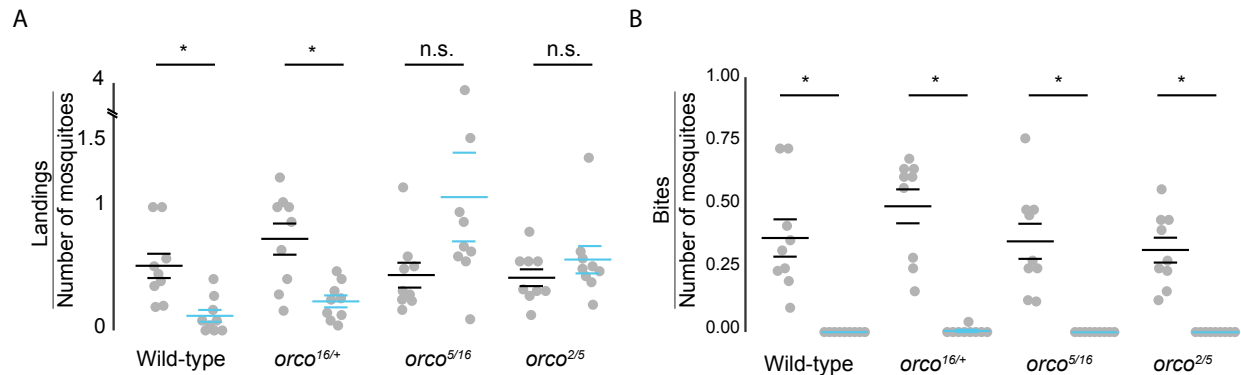 A
B
* * n.s. n.s.
* * * *
4
1.5
1
0
Landings
Number of mosquitoes
1.00
0.75
0.50
0.25
0.00
Bites
Number of mosquitoes
Wild-type orco16/+ orco5/16 orco2/5
Wild-type orco16/+ orco5/16 orco2/5